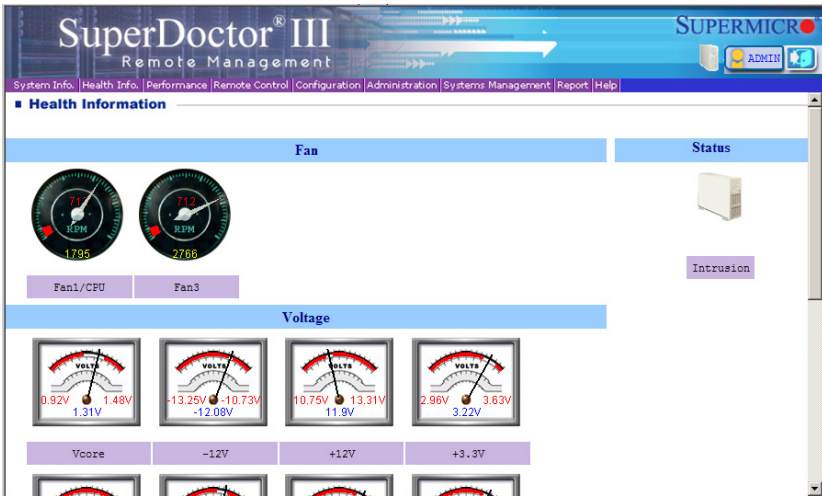 SuperDoctor® III
Remote Management
SUPERMICR®
ADMIN
System Info. Health Info. Performance Remote Control Configuration Administration Systems Management Report Help
Health Information
Fan
Status
712 712
RPM RPM
1795 2766
Fan1/CPU Fan3
Intrusion
Voltage
VOLTS VOLTS VOLTS VOLTS
0.92V 1.48V -13.25V -10.73V 10.75V 13.31V 2.96V 3.63V
1.31V -12.08V 11.9V 3.22V
Vcore -12V +12V +3.3V